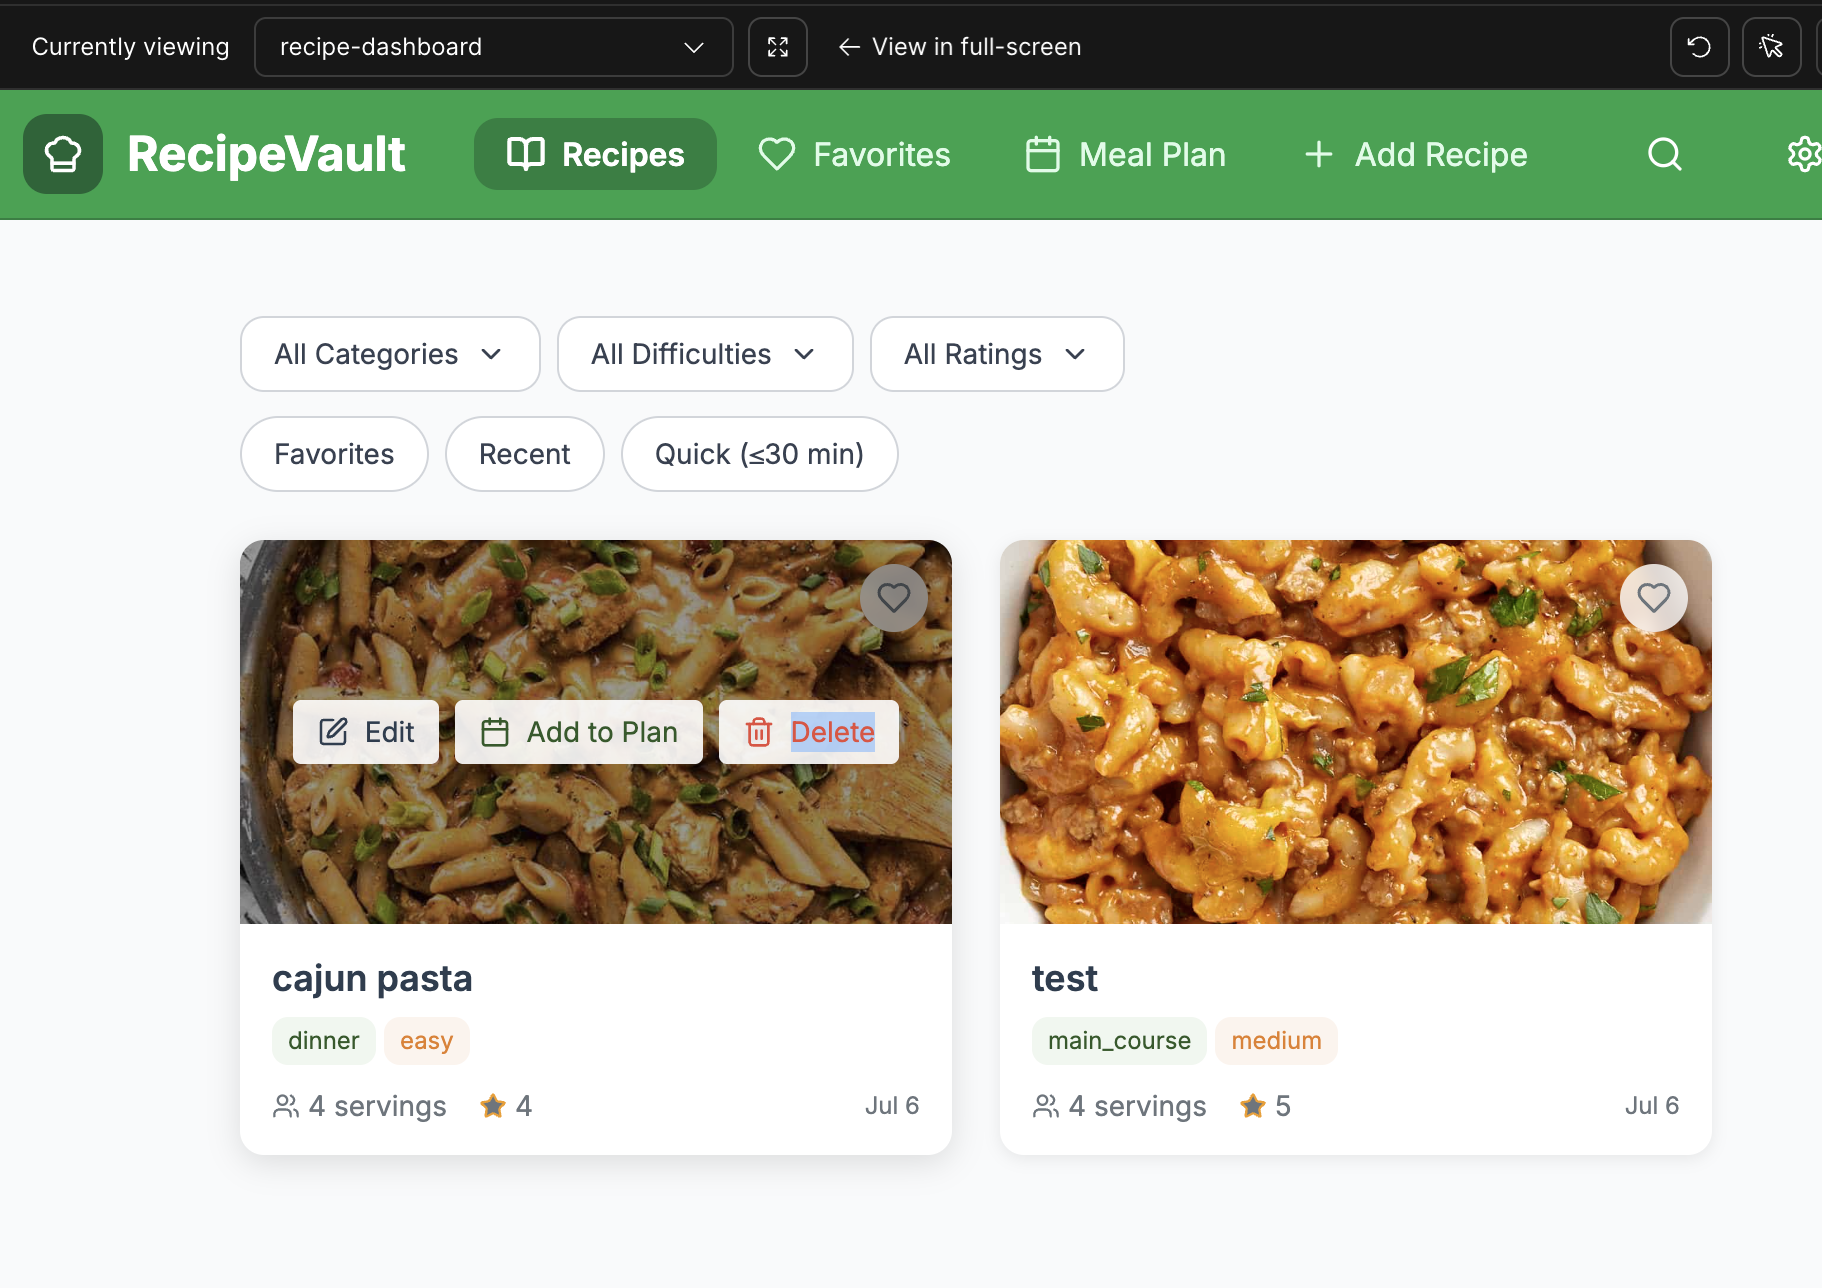 Currently viewing recipe-dashboard ← View in full-screen
RecipeVault Recipes Favorites Meal Plan + Add Recipe
All Categories All Difficulties All Ratings
Favorites Recent Quick (≤30 min)
Edit Add to Plan Delete
cajun pasta
dinner easy
4 servings 4 Jul 6
test
main_course medium
4 servings 5 Jul 6